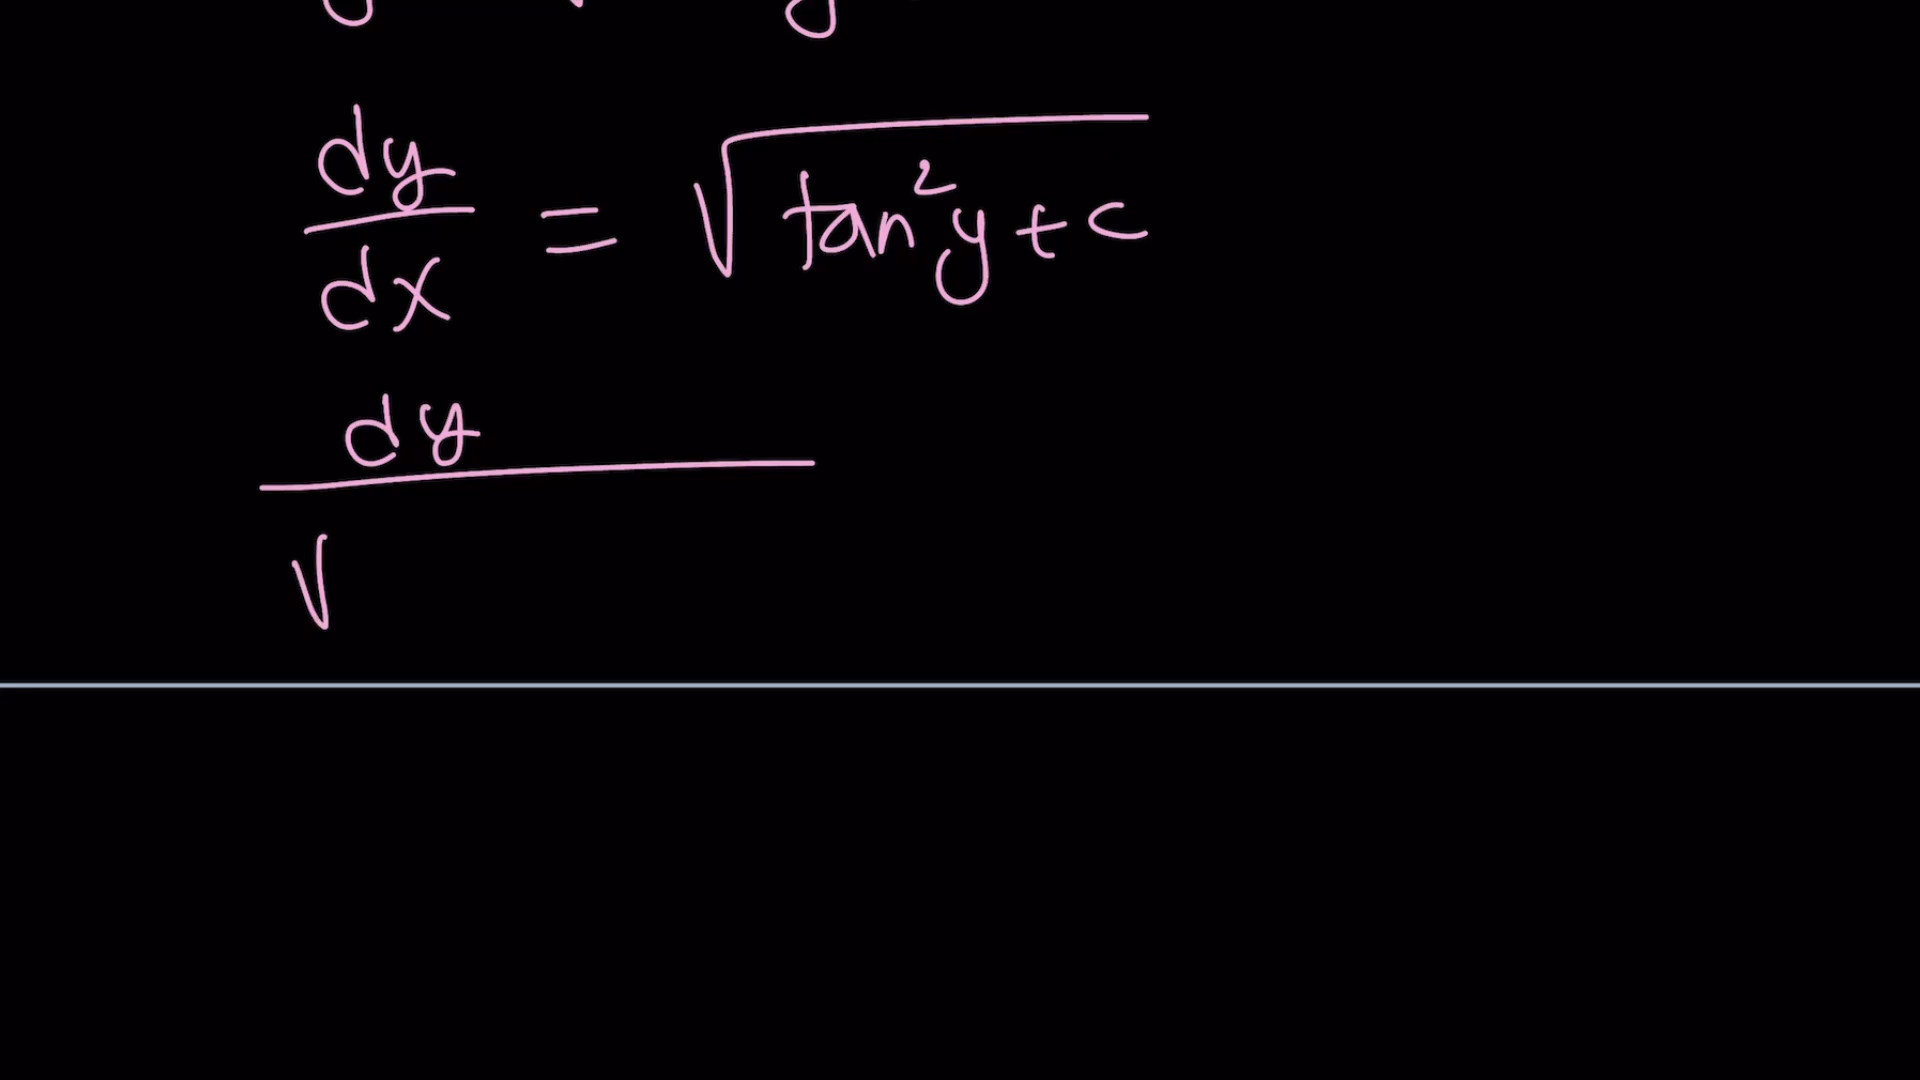 dy/dx = √(tan²y + c)
dy/√